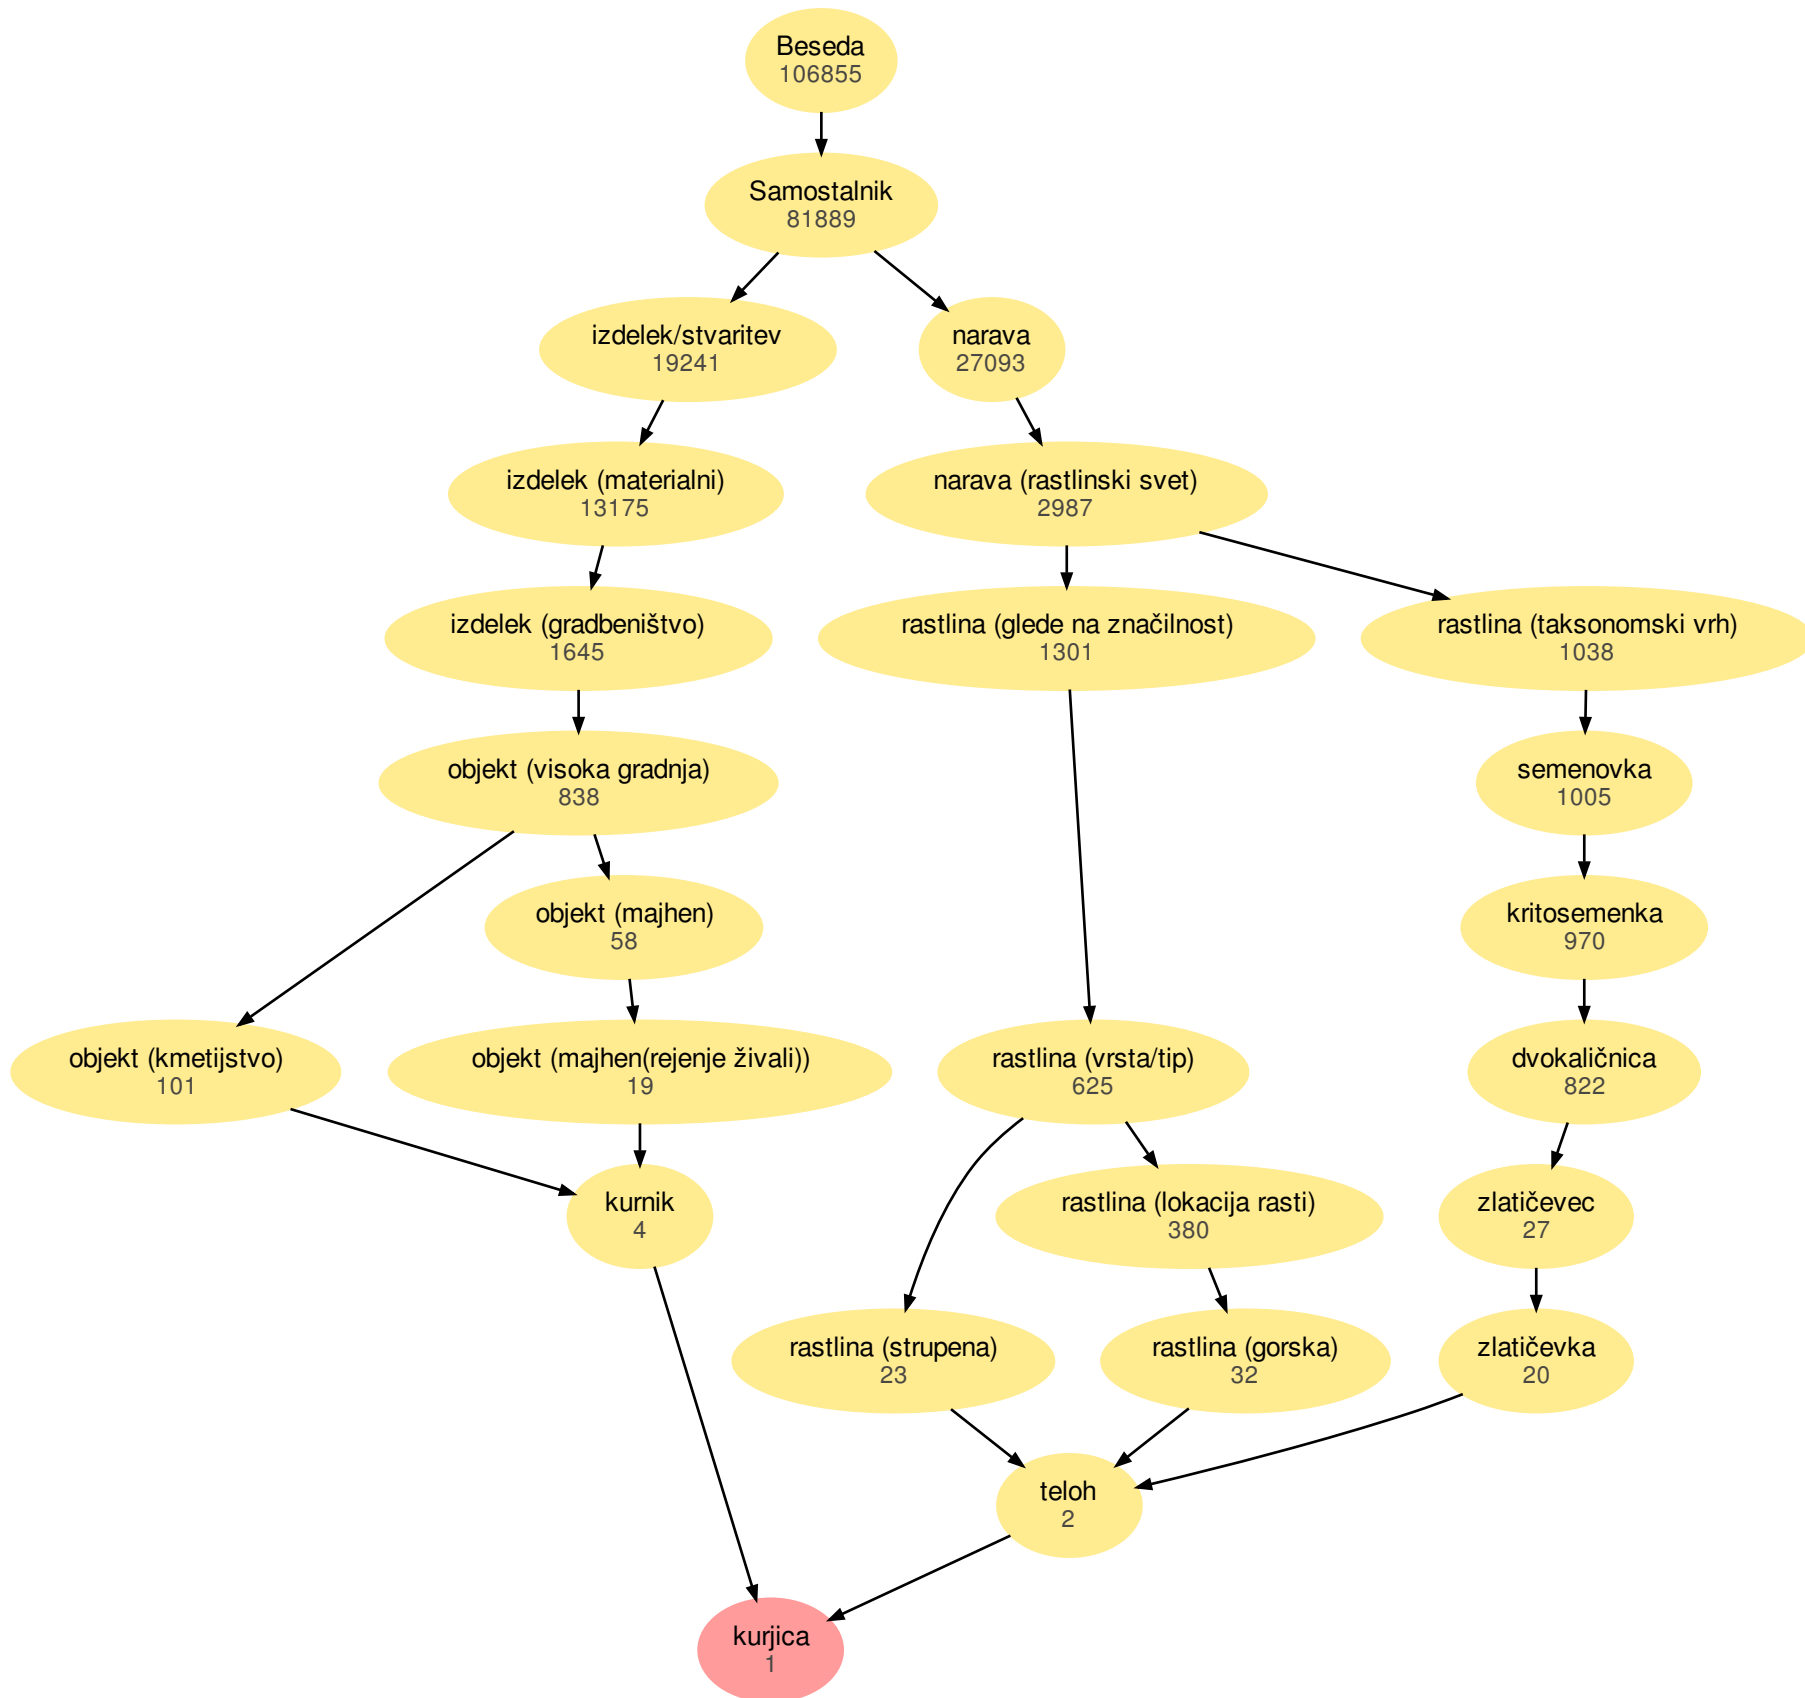 Beseda
106855
Samostalnik
81889
izdelek/stvaritev
19241
narava
27093
izdelek (materialni)
13175
narava (rastlinski svet)
2987
izdelek (gradbeništvo)
1645
rastlina (glede na značilnost)
1301
rastlina (taksonomski vrh)
1038
objekt (visoka gradnja)
838
semenovka
1005
objekt (majhen)
58
kritosemenka
970
objekt (kmetijstvo)
101
objekt (majhen(rejenje živali))
19
rastlina (vrsta/tip)
625
dvokaličnica
822
kurnik
4
rastlina (lokacija rasti)
380
zlatičevec
27
rastlina (strupena)
23
rastlina (gorska)
32
zlatičevka
20
teloh
2
kurjica
1